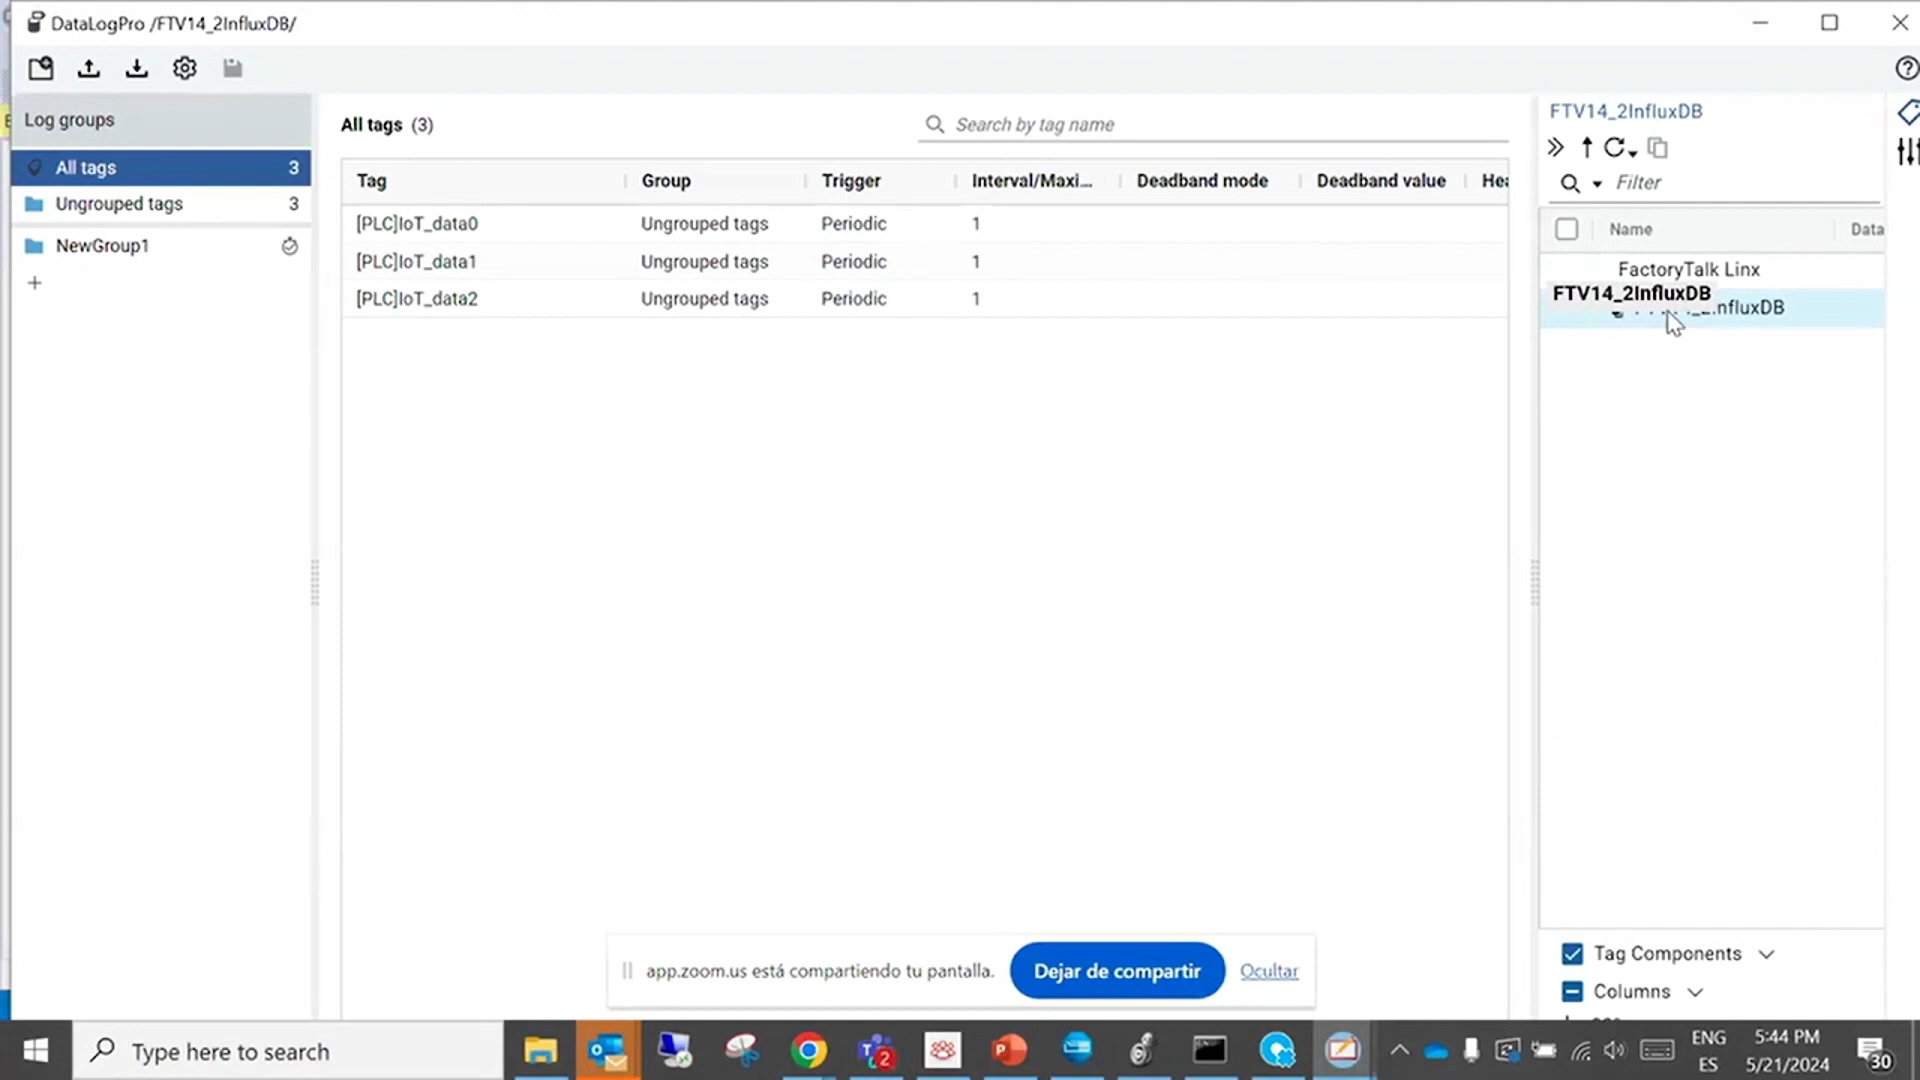 DataLogPro /FTV14_2InfluxDB/
Log groups
All tags 3
Ungrouped tags 3
NewGroup1
All tags (3)
Search by tag name
Tag Group Trigger Interval/Maxi... Deadband mode Deadband value
[PLC]IoT_data0 Ungrouped tags Periodic 1
[PLC]IoT_data1 Ungrouped tags Periodic 1
[PLC]IoT_data2 Ungrouped tags Periodic 1
FTV14_2InfluxDB
Filter
Name Data
FactoryTalk Linx
FTV14_2InfluxDB
Tag Components
Columns
app.zoom.us está compartiendo tu pantalla. Dejar de compartir Ocultar
Type here to search
2
ENG
ES
5:44 PM
5/21/2024
30